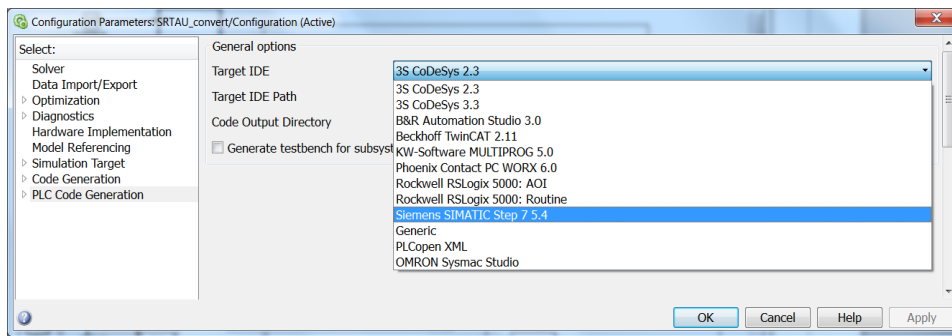 Configuration Parameters: SRTAU_convert/Configuration (Active)
Select:
Solver
Data Import/Export
Optimization
Diagnostics
Hardware Implementation
Model Referencing
Simulation Target
Code Generation
PLC Code Generation
General options
Target IDE
3S CoDeSys 2.3
Target IDE Path
Code Output Directory
Generate testbench for subsyst
3S CoDeSys 2.3
3S CoDeSys 3.3
B&R Automation Studio 3.0
Beckhoff TwinCAT 2.11
KW-Software MULTIPROG 5.0
Phoenix Contact PC WORX 6.0
Rockwell RSLogix 5000: AOI
Rockwell RSLogix 5000: Routine
Siemens SIMATIC Step 7 5.4
Generic
PLCopen XML
OMRON Sysmac Studio
OK
Cancel
Help
Apply